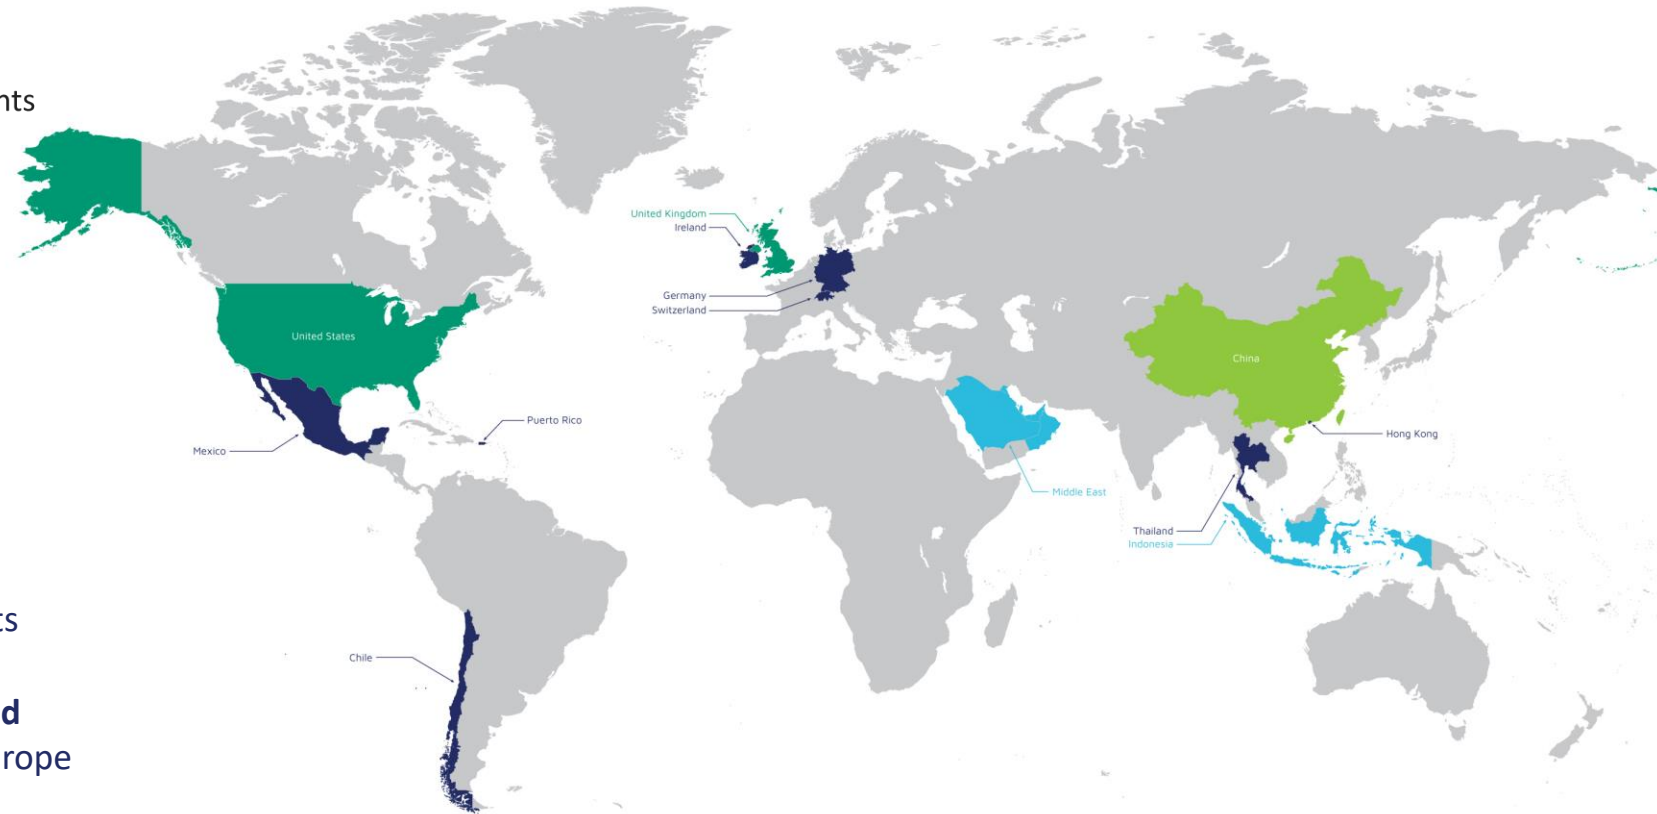 nts
United Kingdom
Ireland
Germany
Switzerland
United States
China
Puerto Rico
Mexico
Hong Kong
Middle East
Thailand
Indonesia
ts
Chile
d
rope